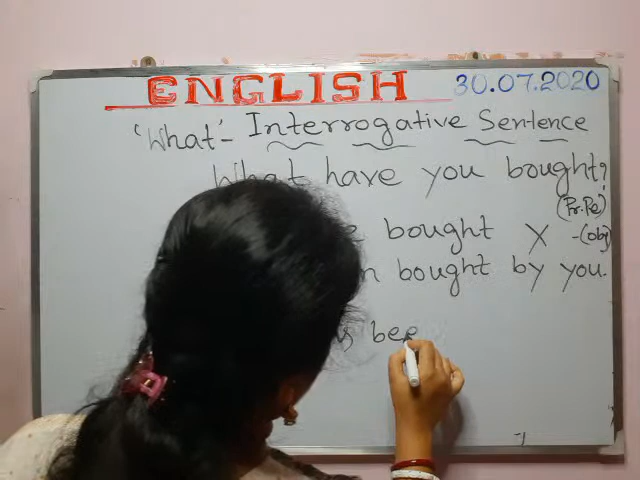 ENGLISH 30.07.2020
'What'- Interrogative Sentence
What have you bought?
(Pr.Pe)
bought X -(obj)
bought by you.
bee